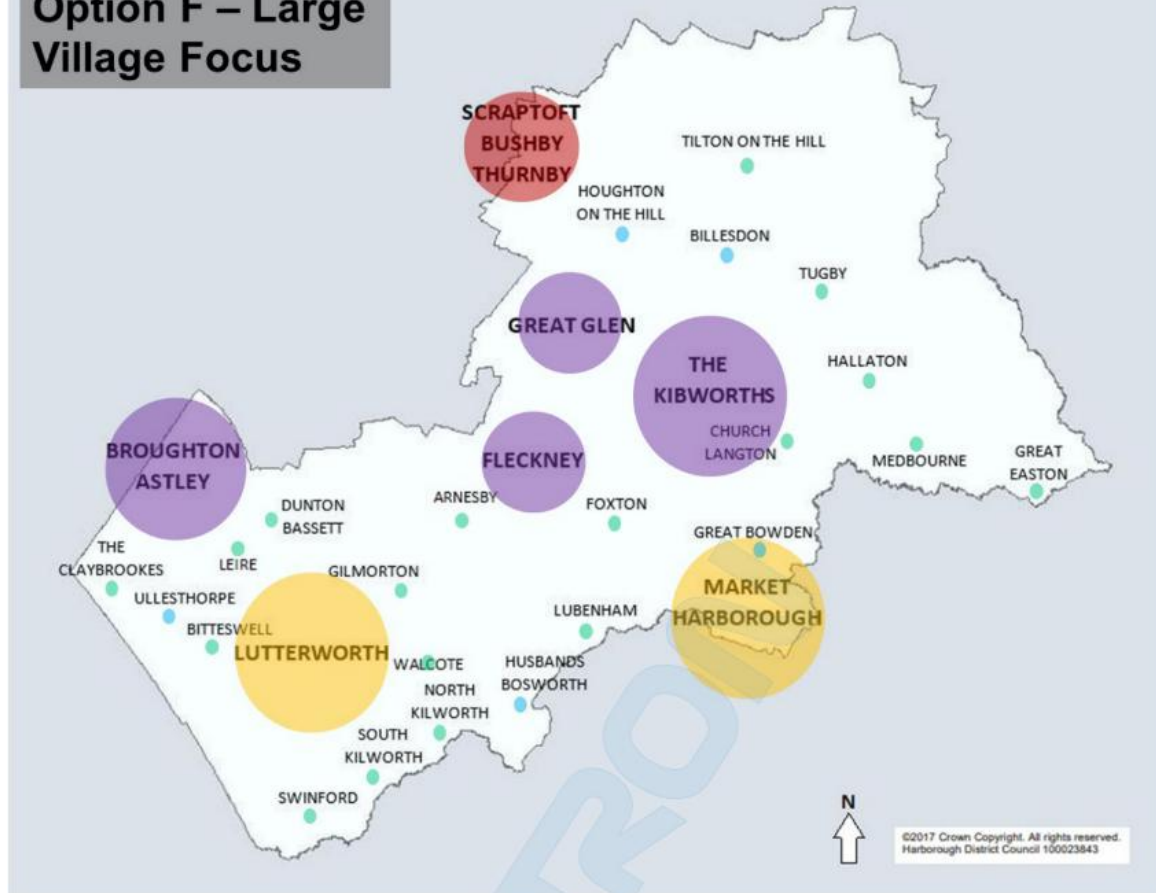 Option F – Large
Village Focus
SCRAPTOFT
BUSHBY
THURNBY
TILTON ON THE HILL
HOUGHTON
ON THE HILL
BILLESDON
TUGBY
GREAT GLEN
THE
KIBWORTHS
HALLATON
CHURCH
LANGTON
MEDBOURNE
GREAT
EASTON
BROUGHTON
ASTLEY
FLECKNEY
ARNESBY
FOXTON
DUNTON
BASSETT
GREAT BOWDEN
THE
CLAYBROOKES
LEIRE
GILMORTON
MARKET
HARBOROUGH
ULLESTHORPE
BITTESWELL
LUBENHAM
LUTTERWORTH
WALCOTE
HUSBANDS
BOSWORTH
NORTH
KILWORTH
SOUTH
KILWORTH
SWINFORD
N
©2017 Crown Copyright. All rights reserved.
Harborough District Council 100023843